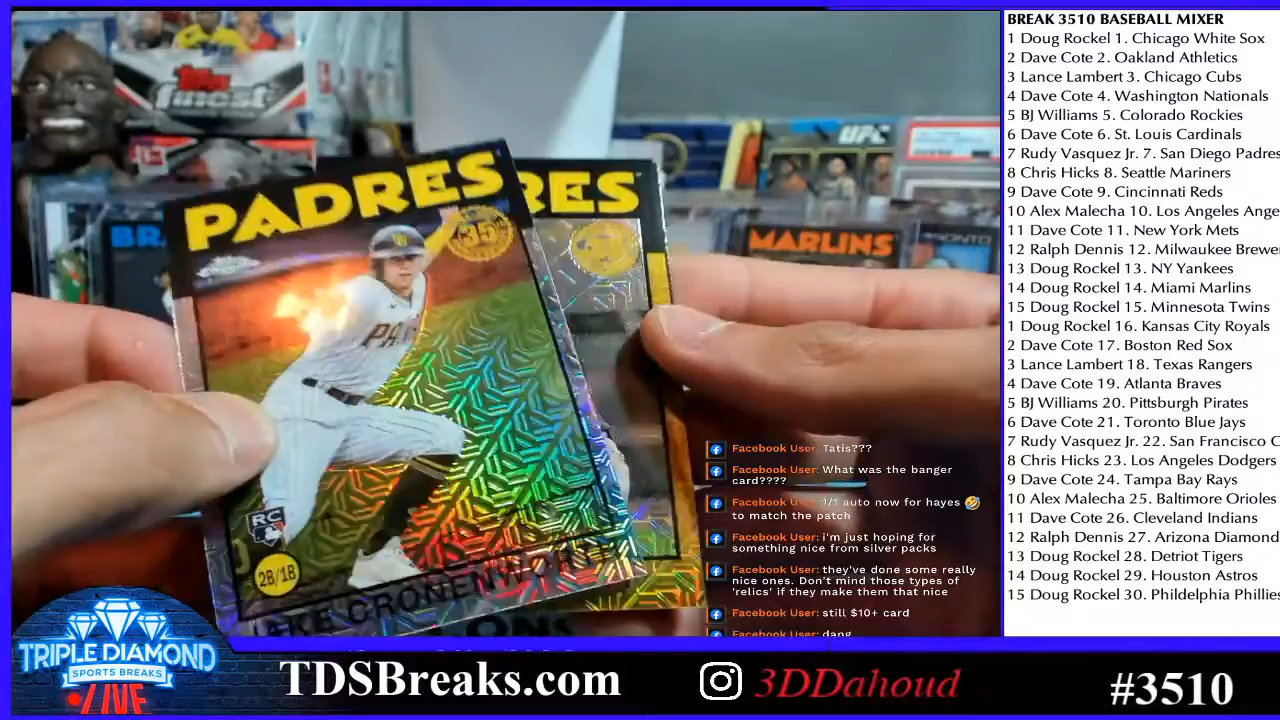 BREAK 3510 BASEBALL MIXER
1 Doug Rockel 1. Chicago White Sox
2 Dave Cote 2. Oakland Athletics
3 Lance Lambert 3. Chicago Cubs
4 Dave Cote 4. Washington Nationals
5 BJ Williams 5. Colorado Rockies
6 Dave Cote 6. St. Louis Cardinals
7 Rudy Vasquez Jr. 7. San Diego Padres
8 Chris Hicks 8. Seattle Mariners
9 Dave Cote 9. Cincinnati Reds
10 Alex Malecha 10. Los Angeles Ange
11 Dave Cote 11. New York Mets
12 Ralph Dennis 12. Milwaukee Brewe
13 Doug Rockel 13. NY Yankees
14 Doug Rockel 14. Miami Marlins
15 Doug Rockel 15. Minnesota Twins
1 Doug Rockel 16. Kansas City Royals
2 Dave Cote 17. Boston Red Sox
3 Lance Lambert 18. Texas Rangers
4 Dave Cote 19. Atlanta Braves
5 BJ Williams 20. Pittsburgh Pirates
6 Dave Cote 21. Toronto Blue Jays
7 Rudy Vasquez Jr. 22. San Francisco C
8 Chris Hicks 23. Los Angeles Dodgers
9 Dave Cote 24. Tampa Bay Rays
10 Alex Malecha 25. Baltimore Orioles
11 Dave Cote 26. Cleveland Indians
12 Ralph Dennis 27. Arizona Diamond
13 Doug Rockel 28. Detriot Tigers
14 Doug Rockel 29. Houston Astros
15 Doug Rockel 30. Phildelphia Phillies
Topps
finest
UFC
BR
MARLINS
PADRES
RES
35
PA
RC
2B/1B
JAKE CRONENWORTH
Facebook User: Tatis???
Facebook User: What was the banger
card????
Facebook User: 1/1 auto now for hayes 🤣
to match the patch
Facebook User: i'm just hoping for
something nice from silver packs
Facebook User: they've done some really
nice ones. Don't mind those types of
'relics' if they make them that nice
Facebook User: still $10+ card
Facebook User: dang
TRIPLE DIAMOND
SPORTS BREAKS
LIVE
TDSBreaks.com
3DDahoud
#3510